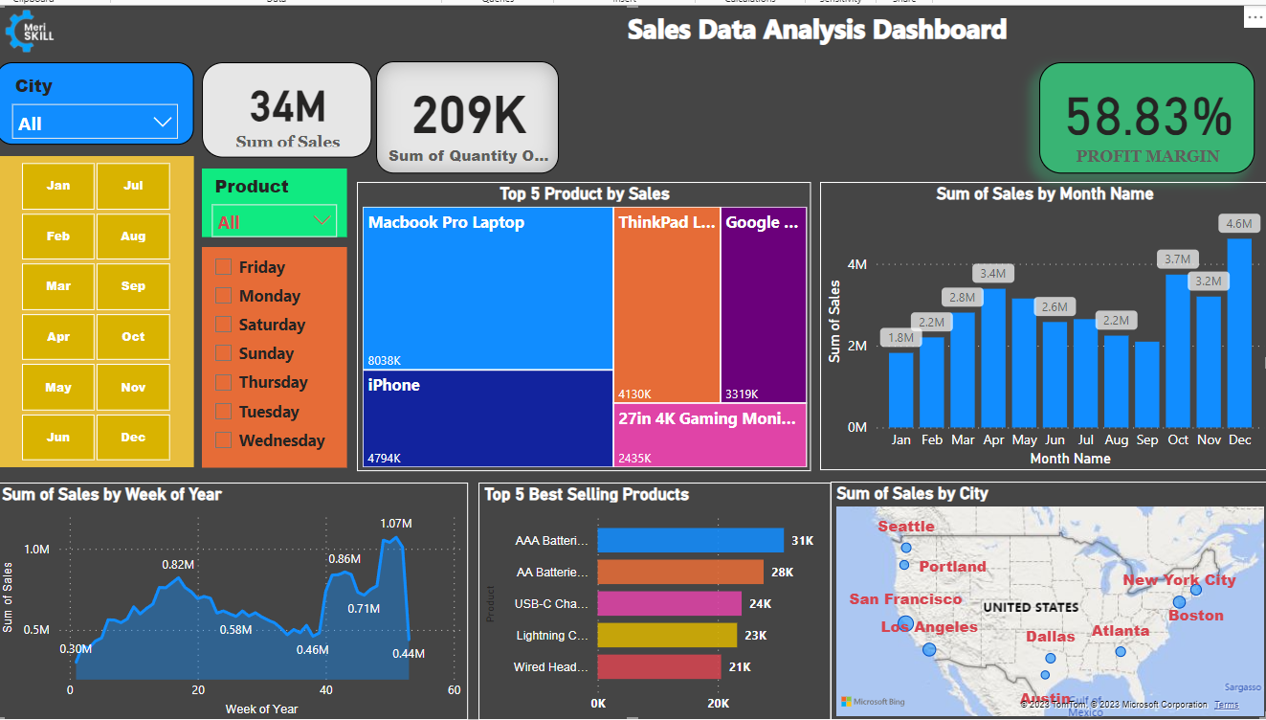 Meri
SKILL
Sales Data Analysis Dashboard
...
City
All
34M
Sum of Sales
209K
Sum of Quantity O...
58.83%
PROFIT MARGIN
Jan Jul
Feb Aug
Mar Sep
Apr Oct
May Nov
Jun Dec
Product
All
Friday
Monday
Saturday
Sunday
Thursday
Tuesday
Wednesday
Top 5 Product by Sales
Macbook Pro Laptop
8038K
iPhone
4794K
ThinkPad L...
4130K
Google ...
3319K
27in 4K Gaming Moni...
2435K
Sum of Sales by Month Name
Sum of Sales
4M
2M
0M
1.8M
2.2M
2.8M
3.4M
2.6M
2.2M
3.7M
3.2M
4.6M
Jan Feb Mar Apr May Jun Jul Aug Sep Oct Nov Dec
Month Name
Sum of Sales by Week of Year
Sum of Sales
1.0M
0.5M
0.30M
0.82M
0.58M
0.46M
0.86M
0.71M
1.07M
0.44M
0 20 40 60
Week of Year
Top 5 Best Selling Products
Product
AAA Batteri... 31K
AA Batterie... 28K
USB-C Cha... 24K
Lightning C... 23K
Wired Head... 21K
0K 20K
Sum of Sales by City
Seattle
Portland
New York City
San Francisco
UNITED STATES
Boston
Los Angeles
Dallas
Atlanta
Austin
Gulf of
Mexico
Sargasso
Microsoft Bing
© 2023 TomTom, © 2023 Microsoft Corporation Terms